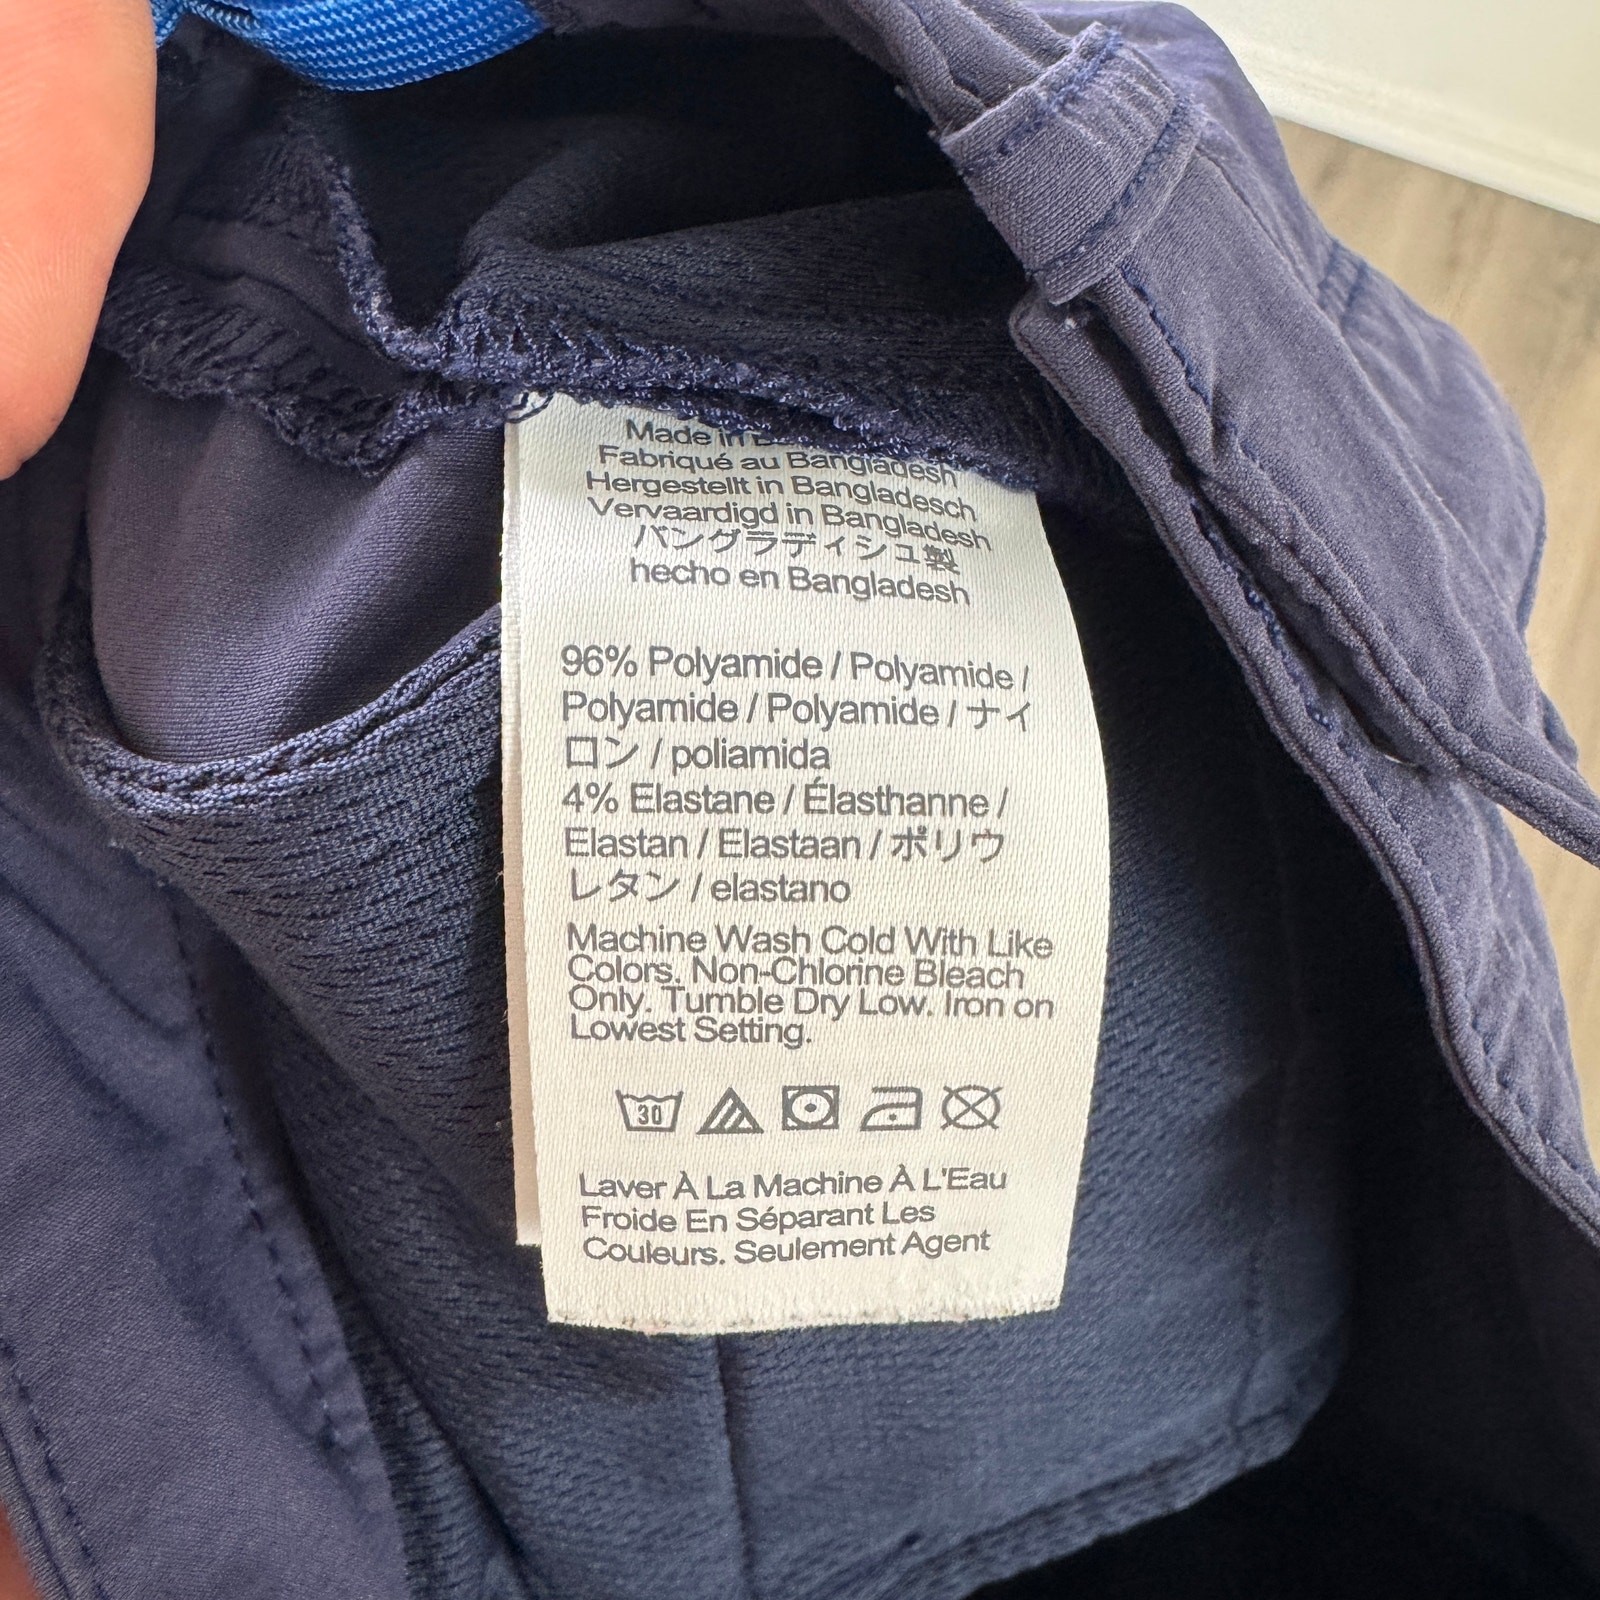 Made in
Fabriqué au Bangladesh
Hergestellt in Bangladesch
Vervaardigd in Bangladesh
バングラディシュ製
hecho en Bangladesh
96% Polyamide / Polyamide /
Polyamide / Polyamide / ナイ
ロン / poliamida
4% Elastane / Élasthanne /
Elastan / Elastaan / ポリウ
レタン / elastano
Machine Wash Cold With Like
Colors. Non-Chlorine Bleach
Only. Tumble Dry Low. Iron on
Lowest Setting.
30
Laver À La Machine À L'Eau
Froide En Séparant Les
Couleurs. Seulement Agent